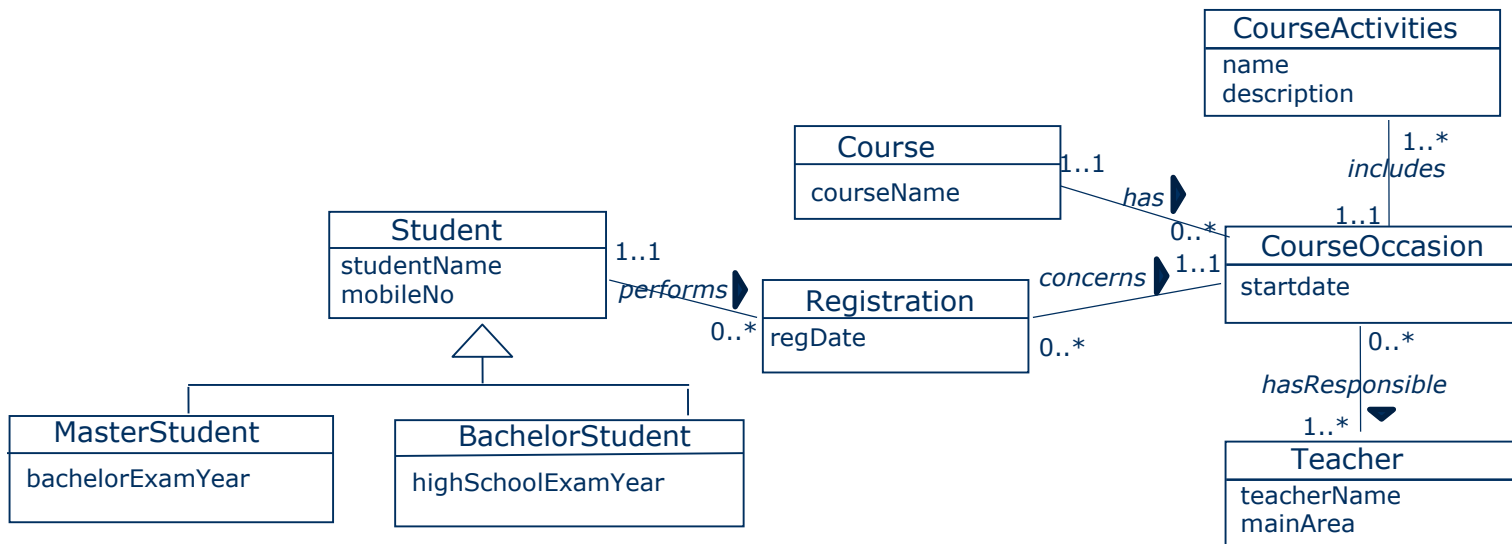 CourseActivities
name
description
1..*
includes
1..1
Course
courseName
1..1
has
0..*
Student
studentName
mobileNo
1..1
performs
0..*
Registration
regDate
concerns
1..1
0..*
CourseOccasion
startdate
0..*
hasResponsible
1..*
MasterStudent
bachelorExamYear
BachelorStudent
highSchoolExamYear
Teacher
teacherName
mainArea